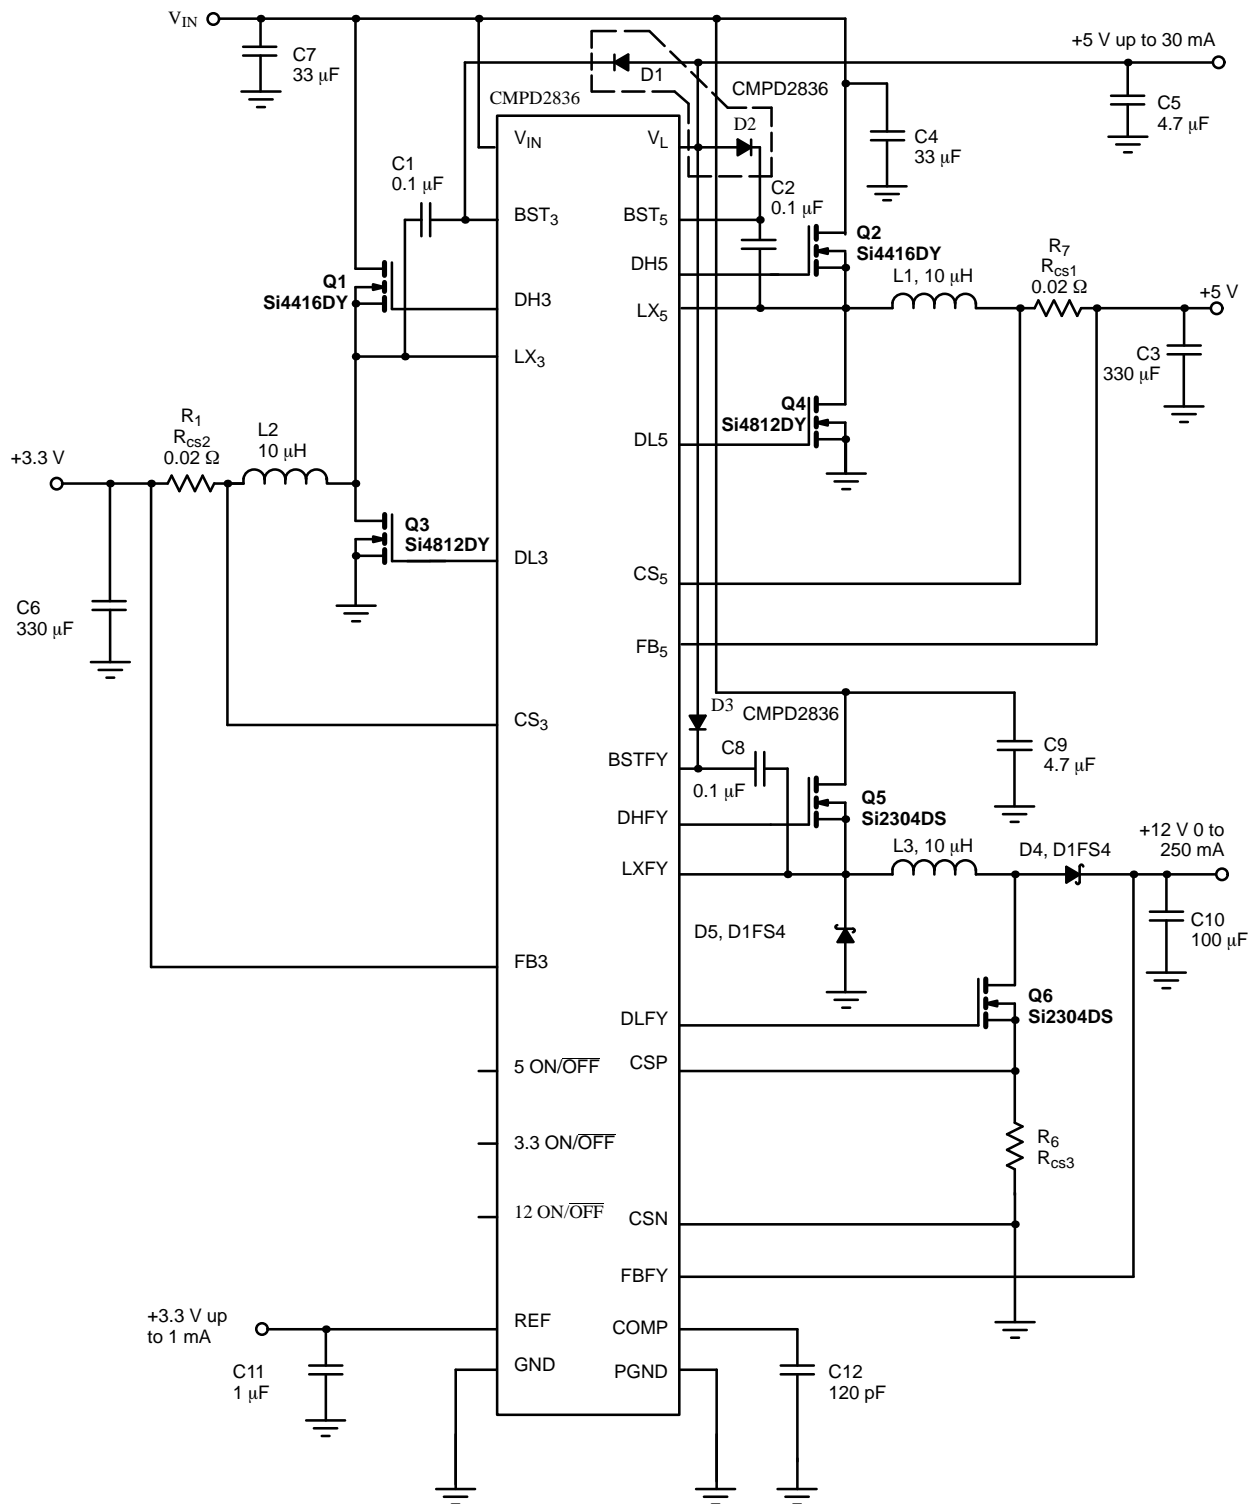 V_IN
C7
33 μF
D1
+5 V up to 30 mA
CMPD2836
CMPD2836
C5
4.7 μF
D2
C4
33 μF
V_IN
V_L
C1
0.1 μF
C2
0.1 μF
BST_3
BST_5
Q2
Si4416DY
R_7
R_cs1
0.02 Ω
Q1
Si4416DY
DH5
L1, 10 μH
DH3
LX_5
+5 V
LX_3
C3
330 μF
Q4
Si4812DY
R_1
R_cs2
0.02 Ω
L2
10 μH
DL5
+3.3 V
Q3
Si4812DY
DL3
CS_5
C6
330 μF
FB_5
D3
CMPD2836
CS_3
C8
0.1 μF
C9
4.7 μF
BSTFY
Q5
Si2304DS
DHFY
+12 V 0 to
250 mA
L3, 10 μH
D4, D1FS4
LXFY
D5, D1FS4
C10
100 μF
FB3
Q6
Si2304DS
DLFY
5 ON/OFF
CSP
3.3 ON/OFF
R_6
R_cs3
12 ON/OFF
CSN
FBFY
+3.3 V up
to 1 mA
REF
COMP
GND
PGND
C11
1 μF
C12
120 pF